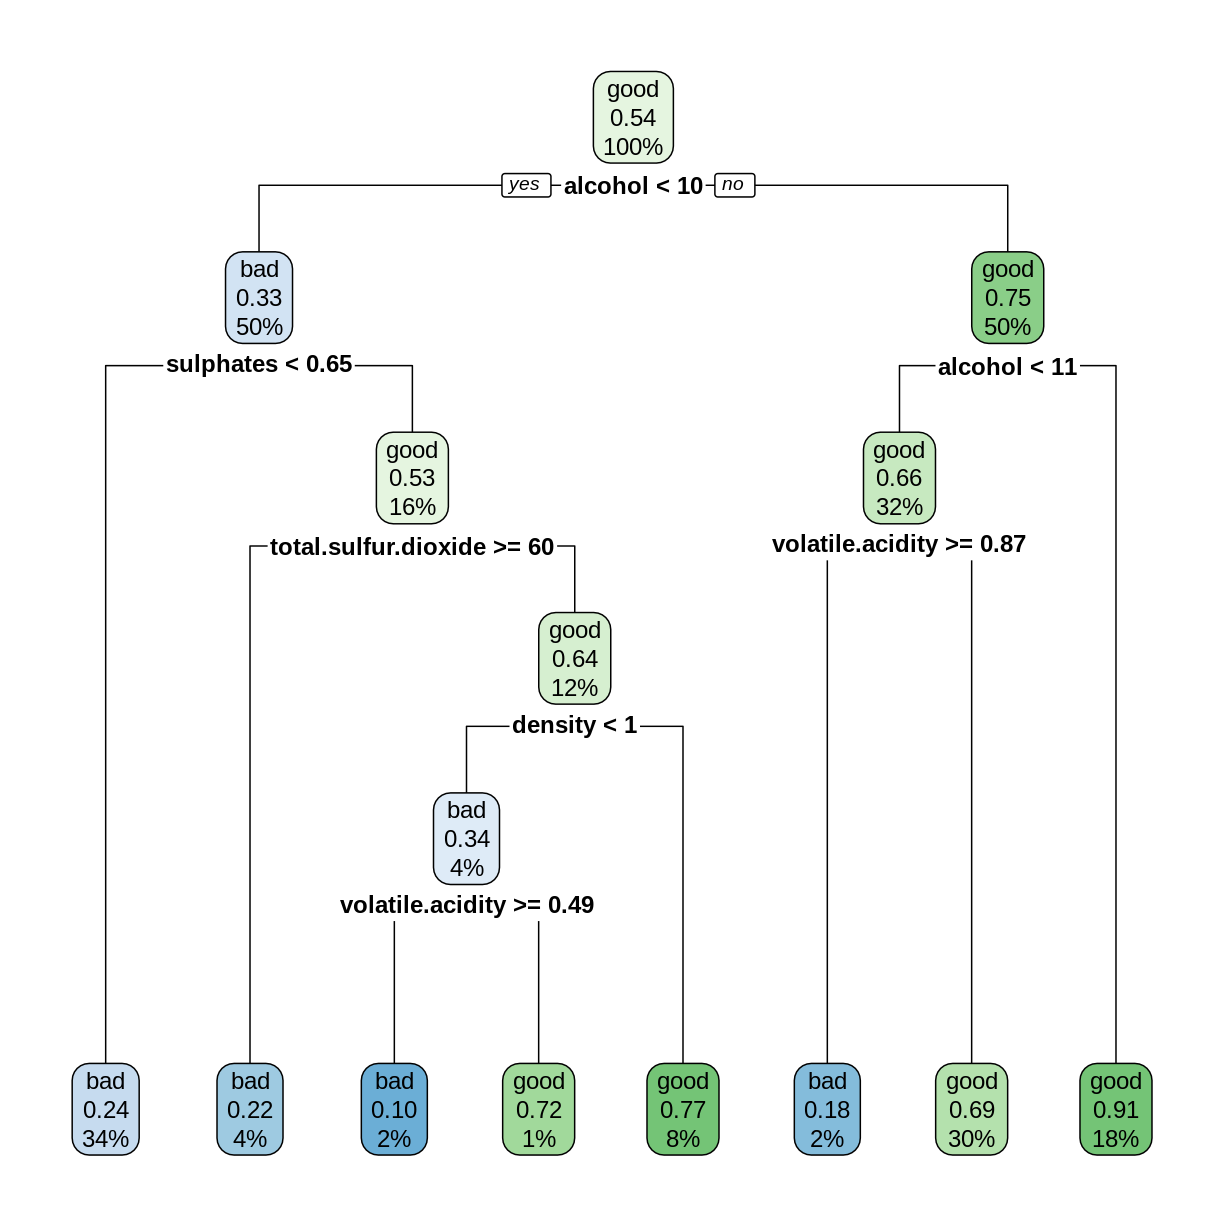 good
0.54
100%
yes alcohol < 10 no
bad
0.33
50%
good
0.75
50%
sulphates < 0.65
alcohol < 11
good
0.53
16%
good
0.66
32%
total.sulfur.dioxide >= 60
volatile.acidity >= 0.87
good
0.64
12%
density < 1
bad
0.34
4%
volatile.acidity >= 0.49
bad
0.24
34%
bad
0.22
4%
bad
0.10
2%
good
0.72
1%
good
0.77
8%
bad
0.18
2%
good
0.69
30%
good
0.91
18%